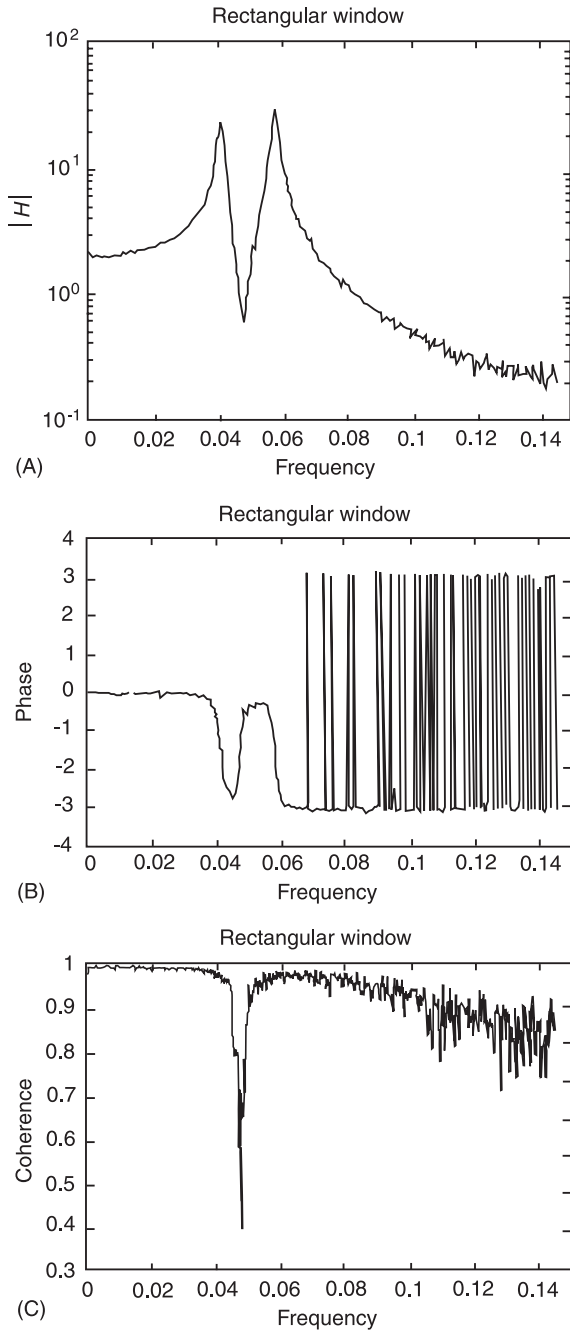 Rectangular window
10²
10¹
10⁰
10⁻¹
|H|
0 0.02 0.04 0.06 0.08 0.1 0.12 0.14
(A) Frequency
Rectangular window
4
3
2
1
0
-1
-2
-3
-4
Phase
0 0.02 0.04 0.06 0.08 0.1 0.12 0.14
(B) Frequency
Rectangular window
1
0.9
0.8
0.7
0.6
0.5
0.4
0.3
Coherence
0 0.02 0.04 0.06 0.08 0.1 0.12 0.14
(C) Frequency